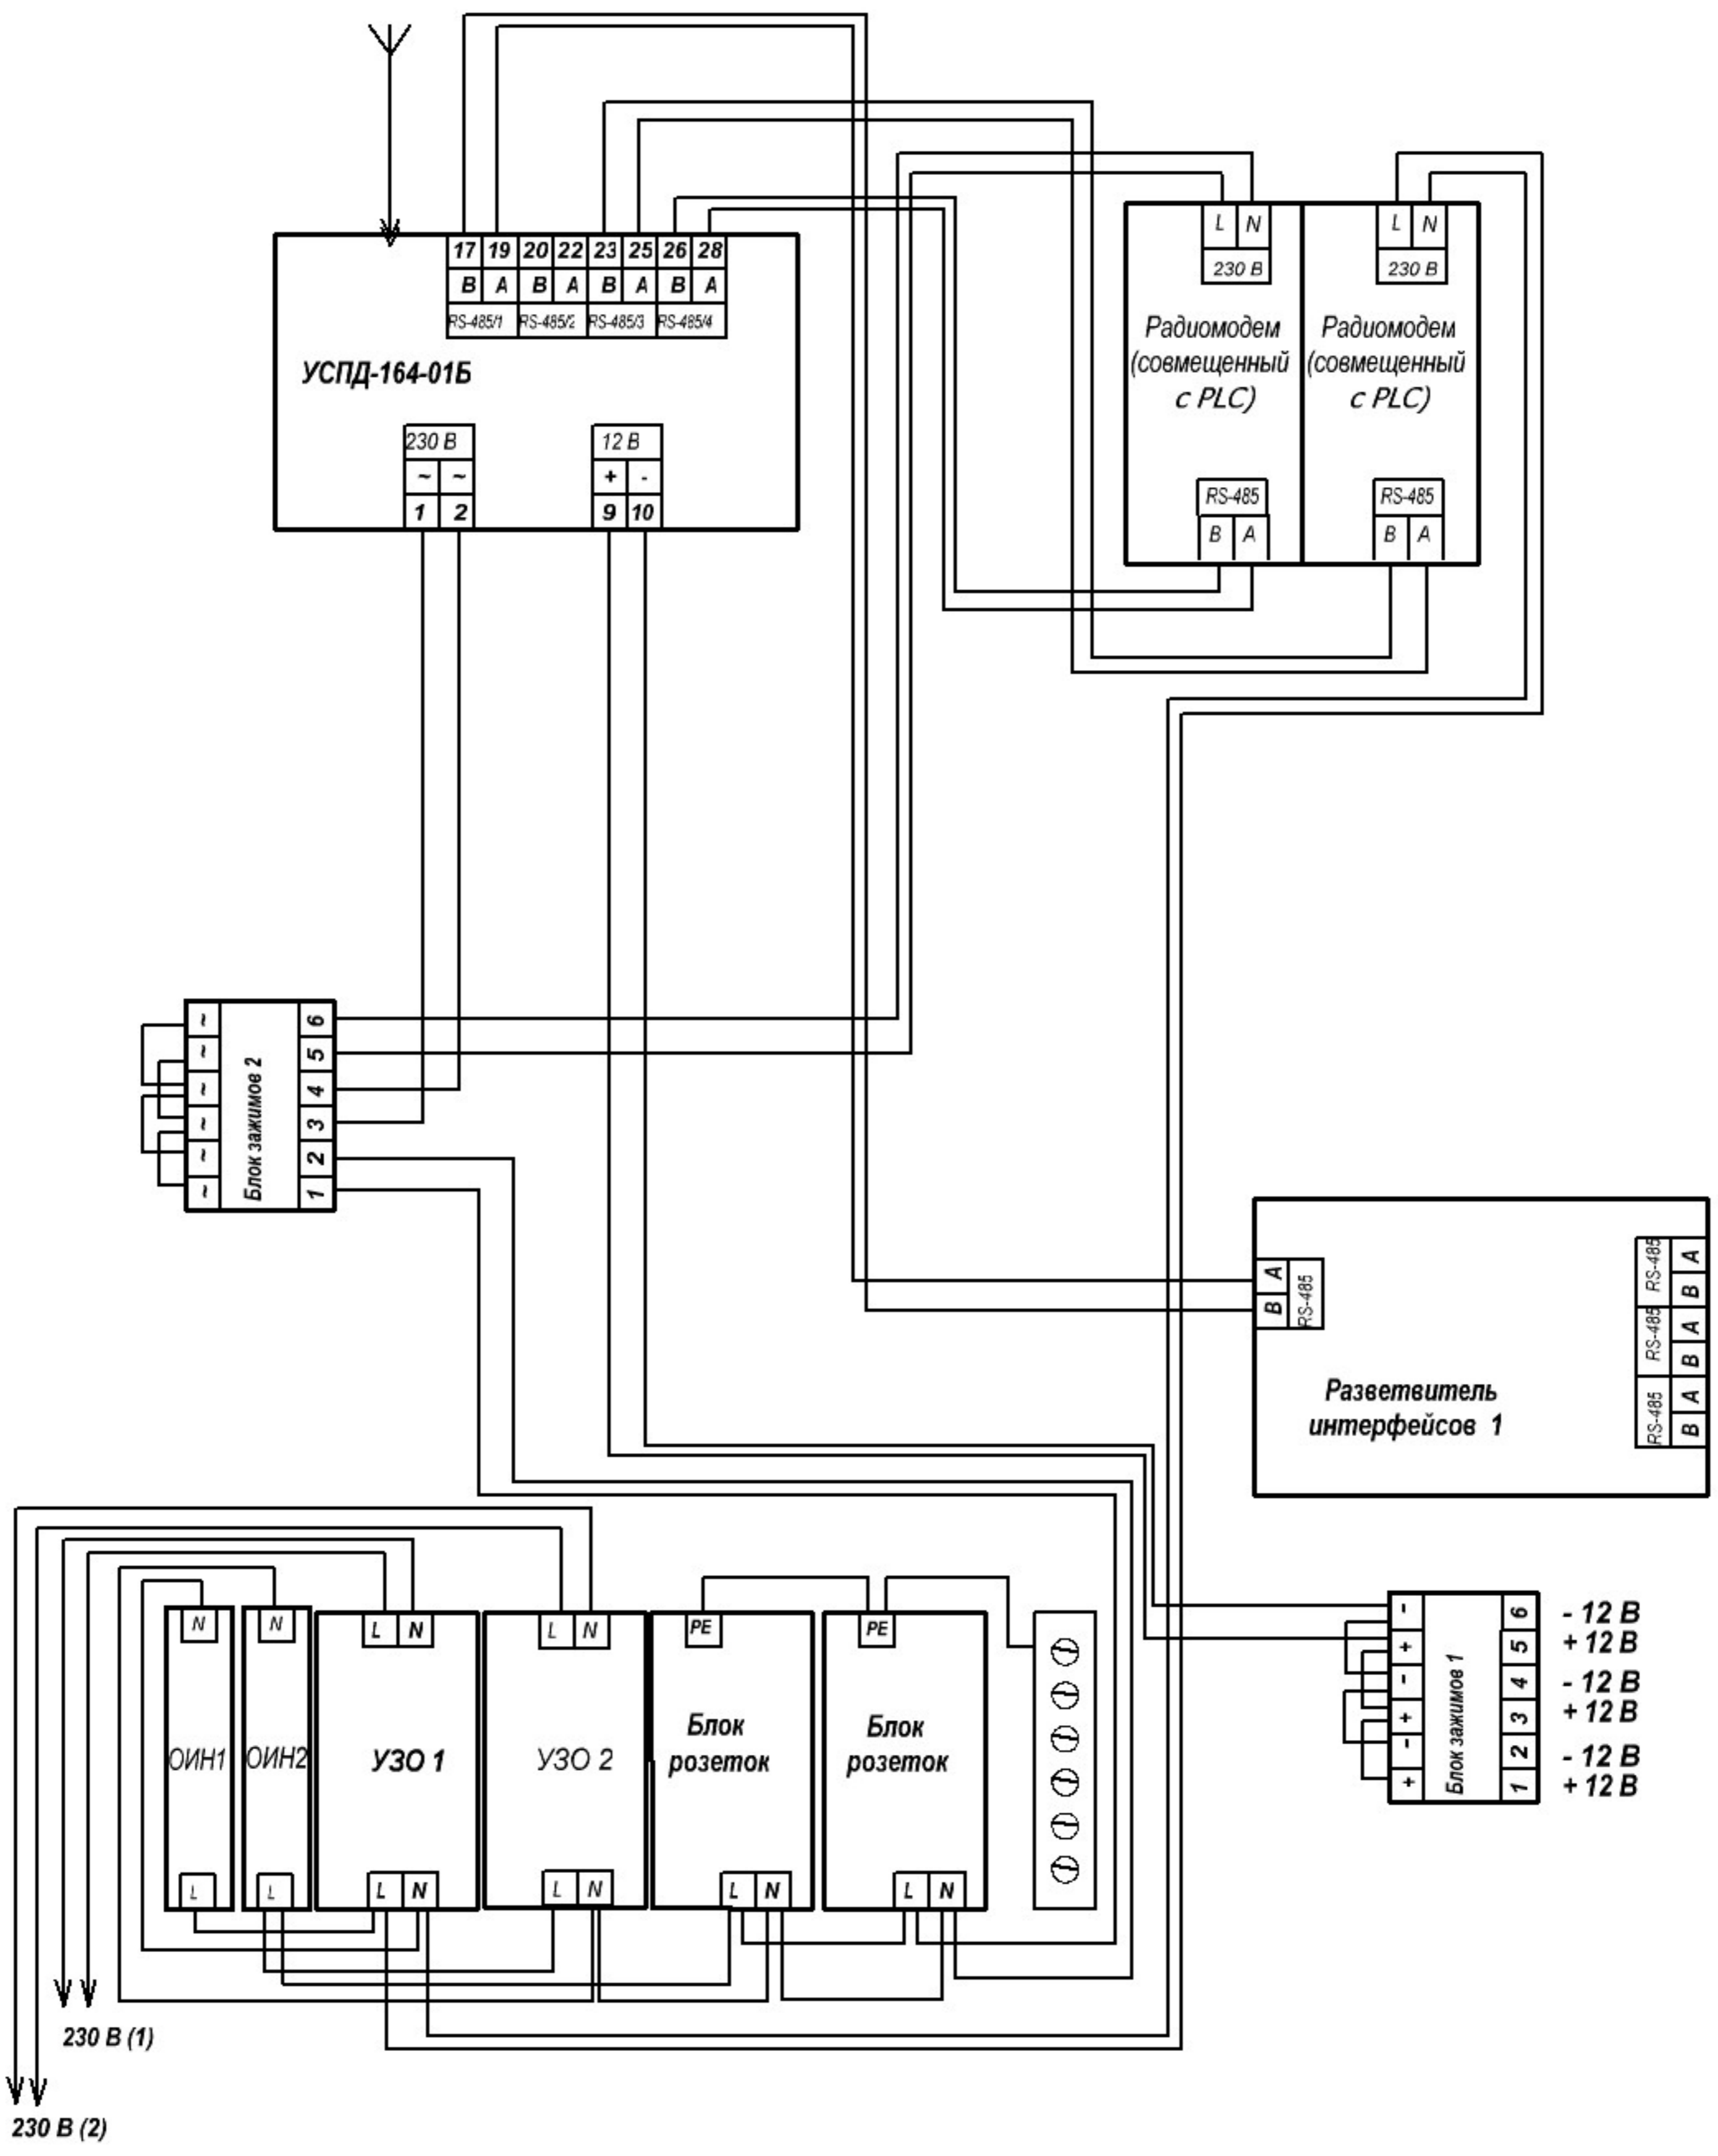 17 19 20 22 23 25 26 28
B A B A B A B A
RS-485/1 RS-485/2 RS-485/3 RS-485/4
УСПД-164-01Б
230 В
~ ~
1 2
12 В
+ -
9 10
L N
230 В
Радиомодем
(совмещенный
с PLC)
RS-485
B A
L N
230 В
Радиомодем
(совмещенный
с PLC)
RS-485
B A
~ ~ ~ ~ ~ ~
Блок зажимов 2
6 5 4 3 2 1
A
B
RS-485
Разветвитель
интерфейсов 1
RS-485
A
B
RS-485
A
B
RS-485
A
B
- + - + - +
Блок зажимов 1
6 5 4 3 2 1
- 12 В
+ 12 В
- 12 В
+ 12 В
- 12 В
+ 12 В
N
ОИН1
L
N
ОИН2
L
L N
УЗО 1
L N
L N
УЗО 2
L N
PE
Блок
розеток
L N
PE
Блок
розеток
L N
230 В (1)
230 В (2)